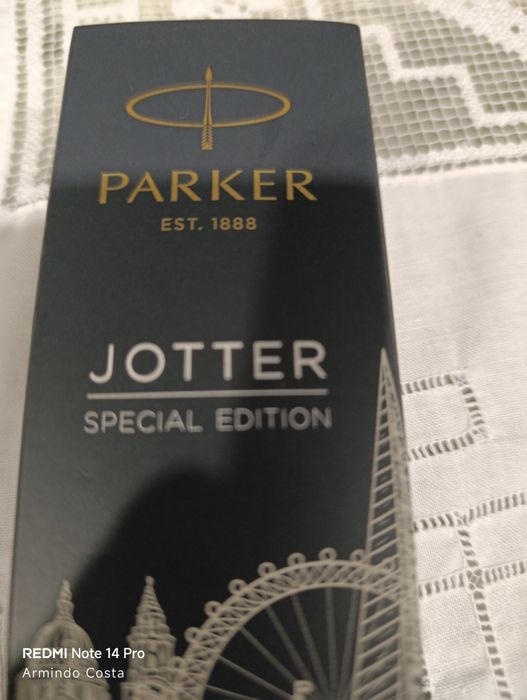 PARKER
EST. 1888
JOTTER
SPECIAL EDITION
REDMI Note 14 Pro
Armindo Costa